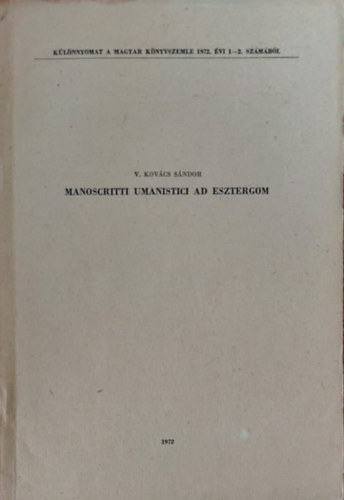 KÜLÖNNYOMAT A MAGYAR KÖNYVSZEMLE 1972. ÉVI 1—2. SZÁMÁBÓL
V. KOVÁCS SÁNDOR
MANOSCRITTI UMANISTICI AD ESZTERGOM
1972